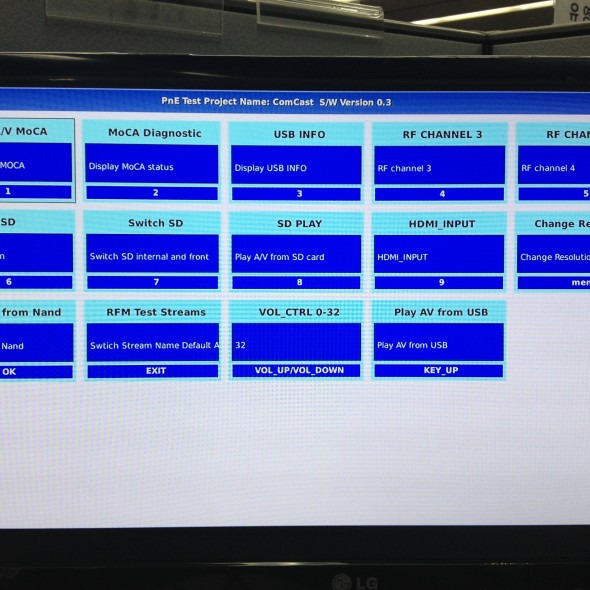 PnE Test Project Name: ComCast S/W Version 0.3
/V MoCA
MoCA Diagnostic
USB INFO
RF CHANNEL 3
RF CHAN
MOCA
Display MoCA status
Display USB INFO
RF channel 3
RF channel 4
1
2
3
4
5
SD
Switch SD
SD PLAY
HDMI_INPUT
Change Re
n
Switch SD internal and front
Play A/V from SD card
HDMI_INPUT
Change Resolutio
6
7
8
9
men
from Nand
RFM Test Streams
VOL_CTRL 0-32
Play AV from USB
Nand
Swtich Stream Name Default A
32
Play AV from USB
OK
EXIT
VOL_UP/VOL_DOWN
KEY_UP
LG